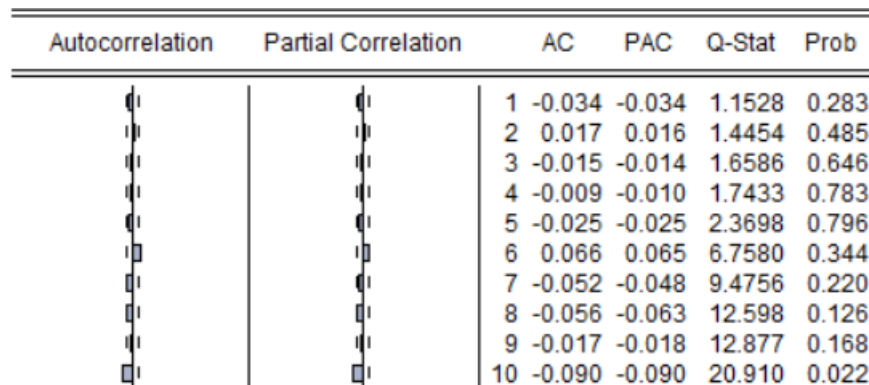 Autocorrelation Partial Correlation AC PAC Q-Stat Prob
1 -0.034 -0.034 1.1528 0.283
2 0.017 0.016 1.4454 0.485
3 -0.015 -0.014 1.6586 0.646
4 -0.009 -0.010 1.7433 0.783
5 -0.025 -0.025 2.3698 0.796
6 0.066 0.065 6.7580 0.344
7 -0.052 -0.048 9.4756 0.220
8 -0.056 -0.063 12.598 0.126
9 -0.017 -0.018 12.877 0.168
10 -0.090 -0.090 20.910 0.022